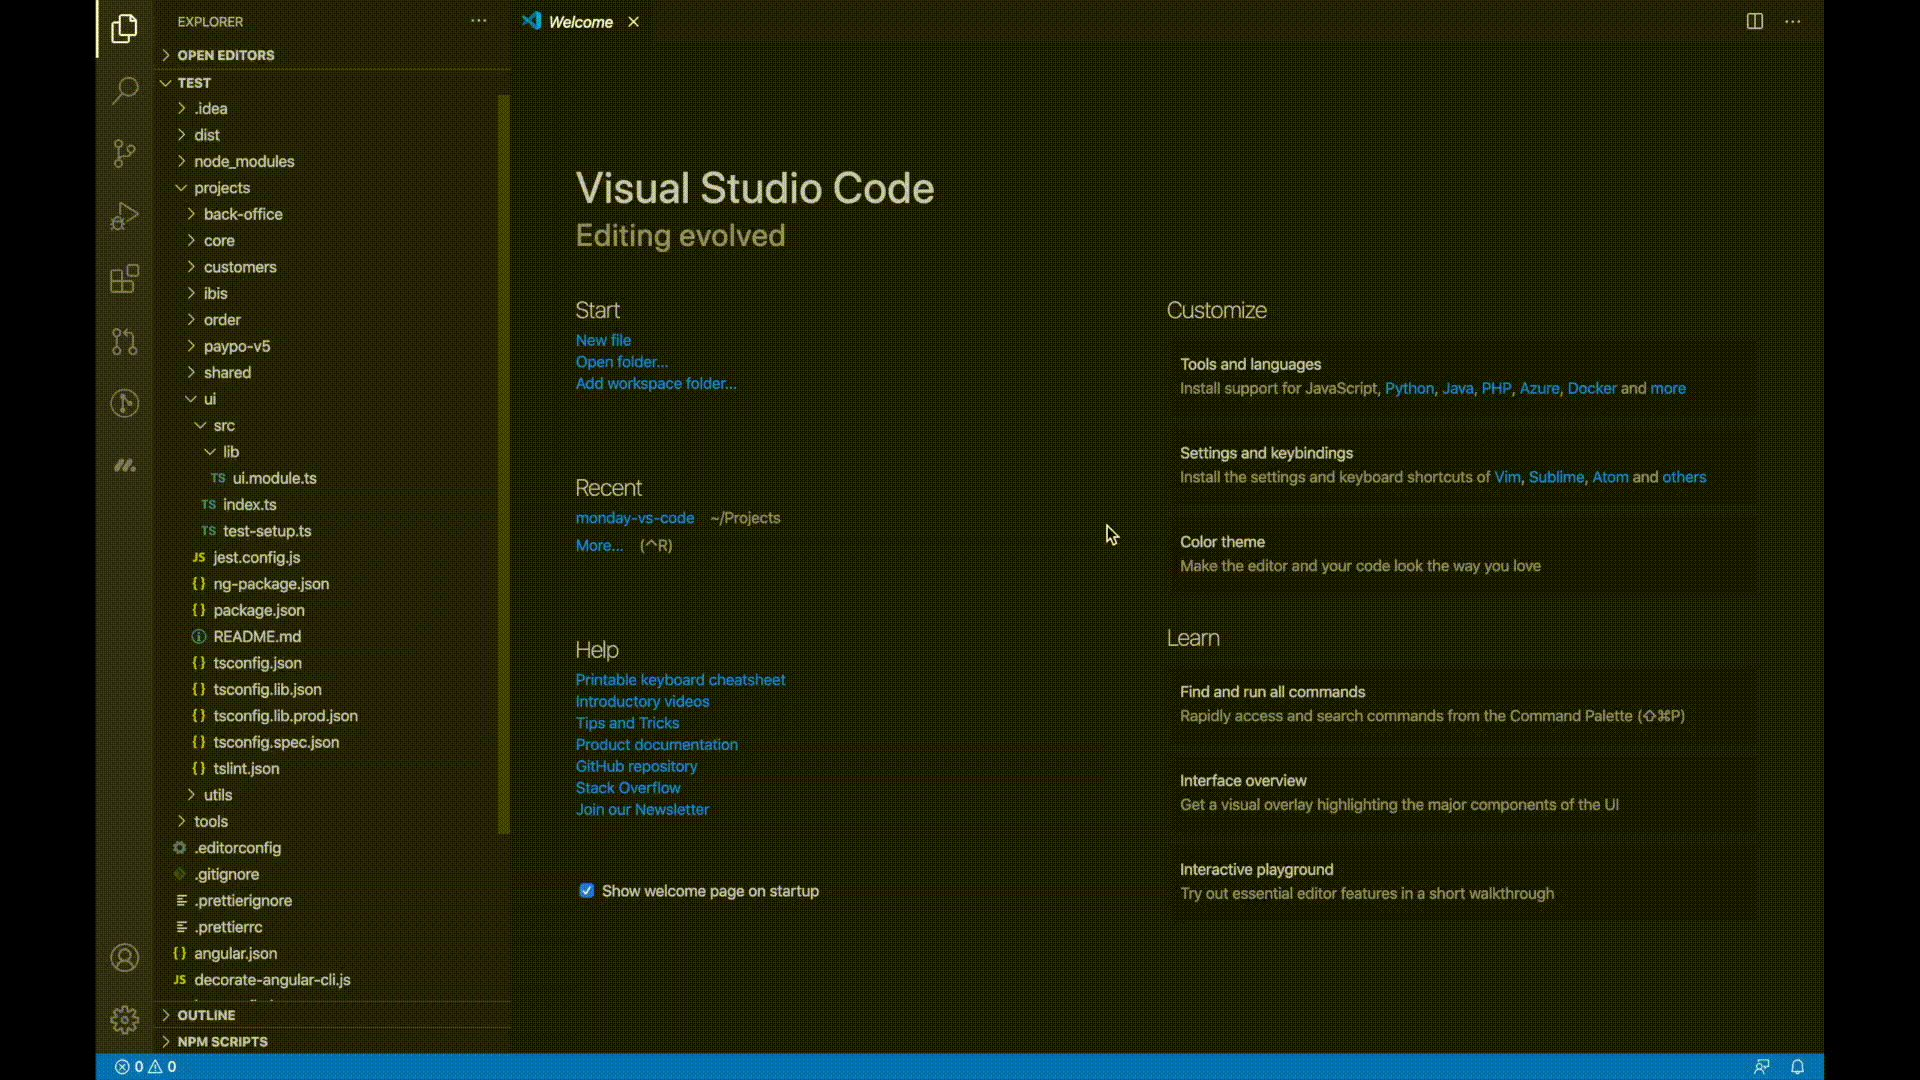 EXPLORER
OPEN EDITORS
TEST
.idea
dist
node_modules
projects
back-office
core
customers
ibis
order
paypo-v5
shared
ui
src
lib
TS ui.module.ts
TS index.ts
TS test-setup.ts
JS jest.config.js
{} ng-package.json
{} package.json
README.md
{} tsconfig.json
{} tsconfig.lib.json
{} tsconfig.lib.prod.json
{} tsconfig.spec.json
{} tslint.json
utils
tools
.editorconfig
.gitignore
.prettierignore
.prettierrc
{} angular.json
JS decorate-angular-cli.js
OUTLINE
NPM SCRIPTS
0 0
Welcome
Visual Studio Code
Editing evolved
Start
New file
Open folder...
Add workspace folder...
Recent
monday-vs-code ~/Projects
More... (^R)
Help
Printable keyboard cheatsheet
Introductory videos
Tips and Tricks
Product documentation
GitHub repository
Stack Overflow
Join our Newsletter
Show welcome page on startup
Customize
Tools and languages
Install support for JavaScript, Python, Java, PHP, Azure, Docker and more
Settings and keybindings
Install the settings and keyboard shortcuts of Vim, Sublime, Atom and others
Color theme
Make the editor and your code look the way you love
Learn
Find and run all commands
Rapidly access and search commands from the Command Palette (⇧⌘P)
Interface overview
Get a visual overlay highlighting the major components of the UI
Interactive playground
Try out essential editor features in a short walkthrough